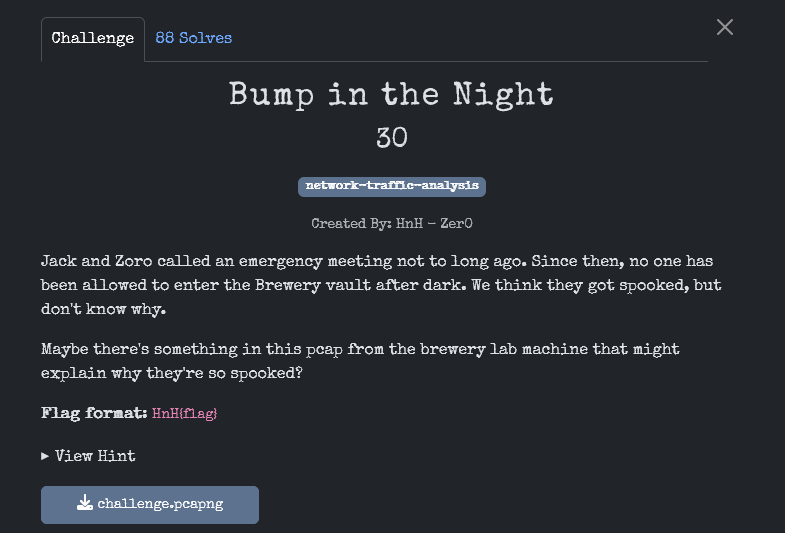 Challenge
88 Solves
Bump in the Night
30
network-traffic-analysis
Created By: HnH - Zer0
Jack and Zoro called an emergency meeting not to long ago. Since then, no one has
been allowed to enter the Brewery vault after dark. We think they got spooked, but
don't know why.
Maybe there's something in this pcap from the brewery lab machine that might
explain why they're so spooked?
Flag format: HnH{flag}
▸ View Hint
challenge.pcapng